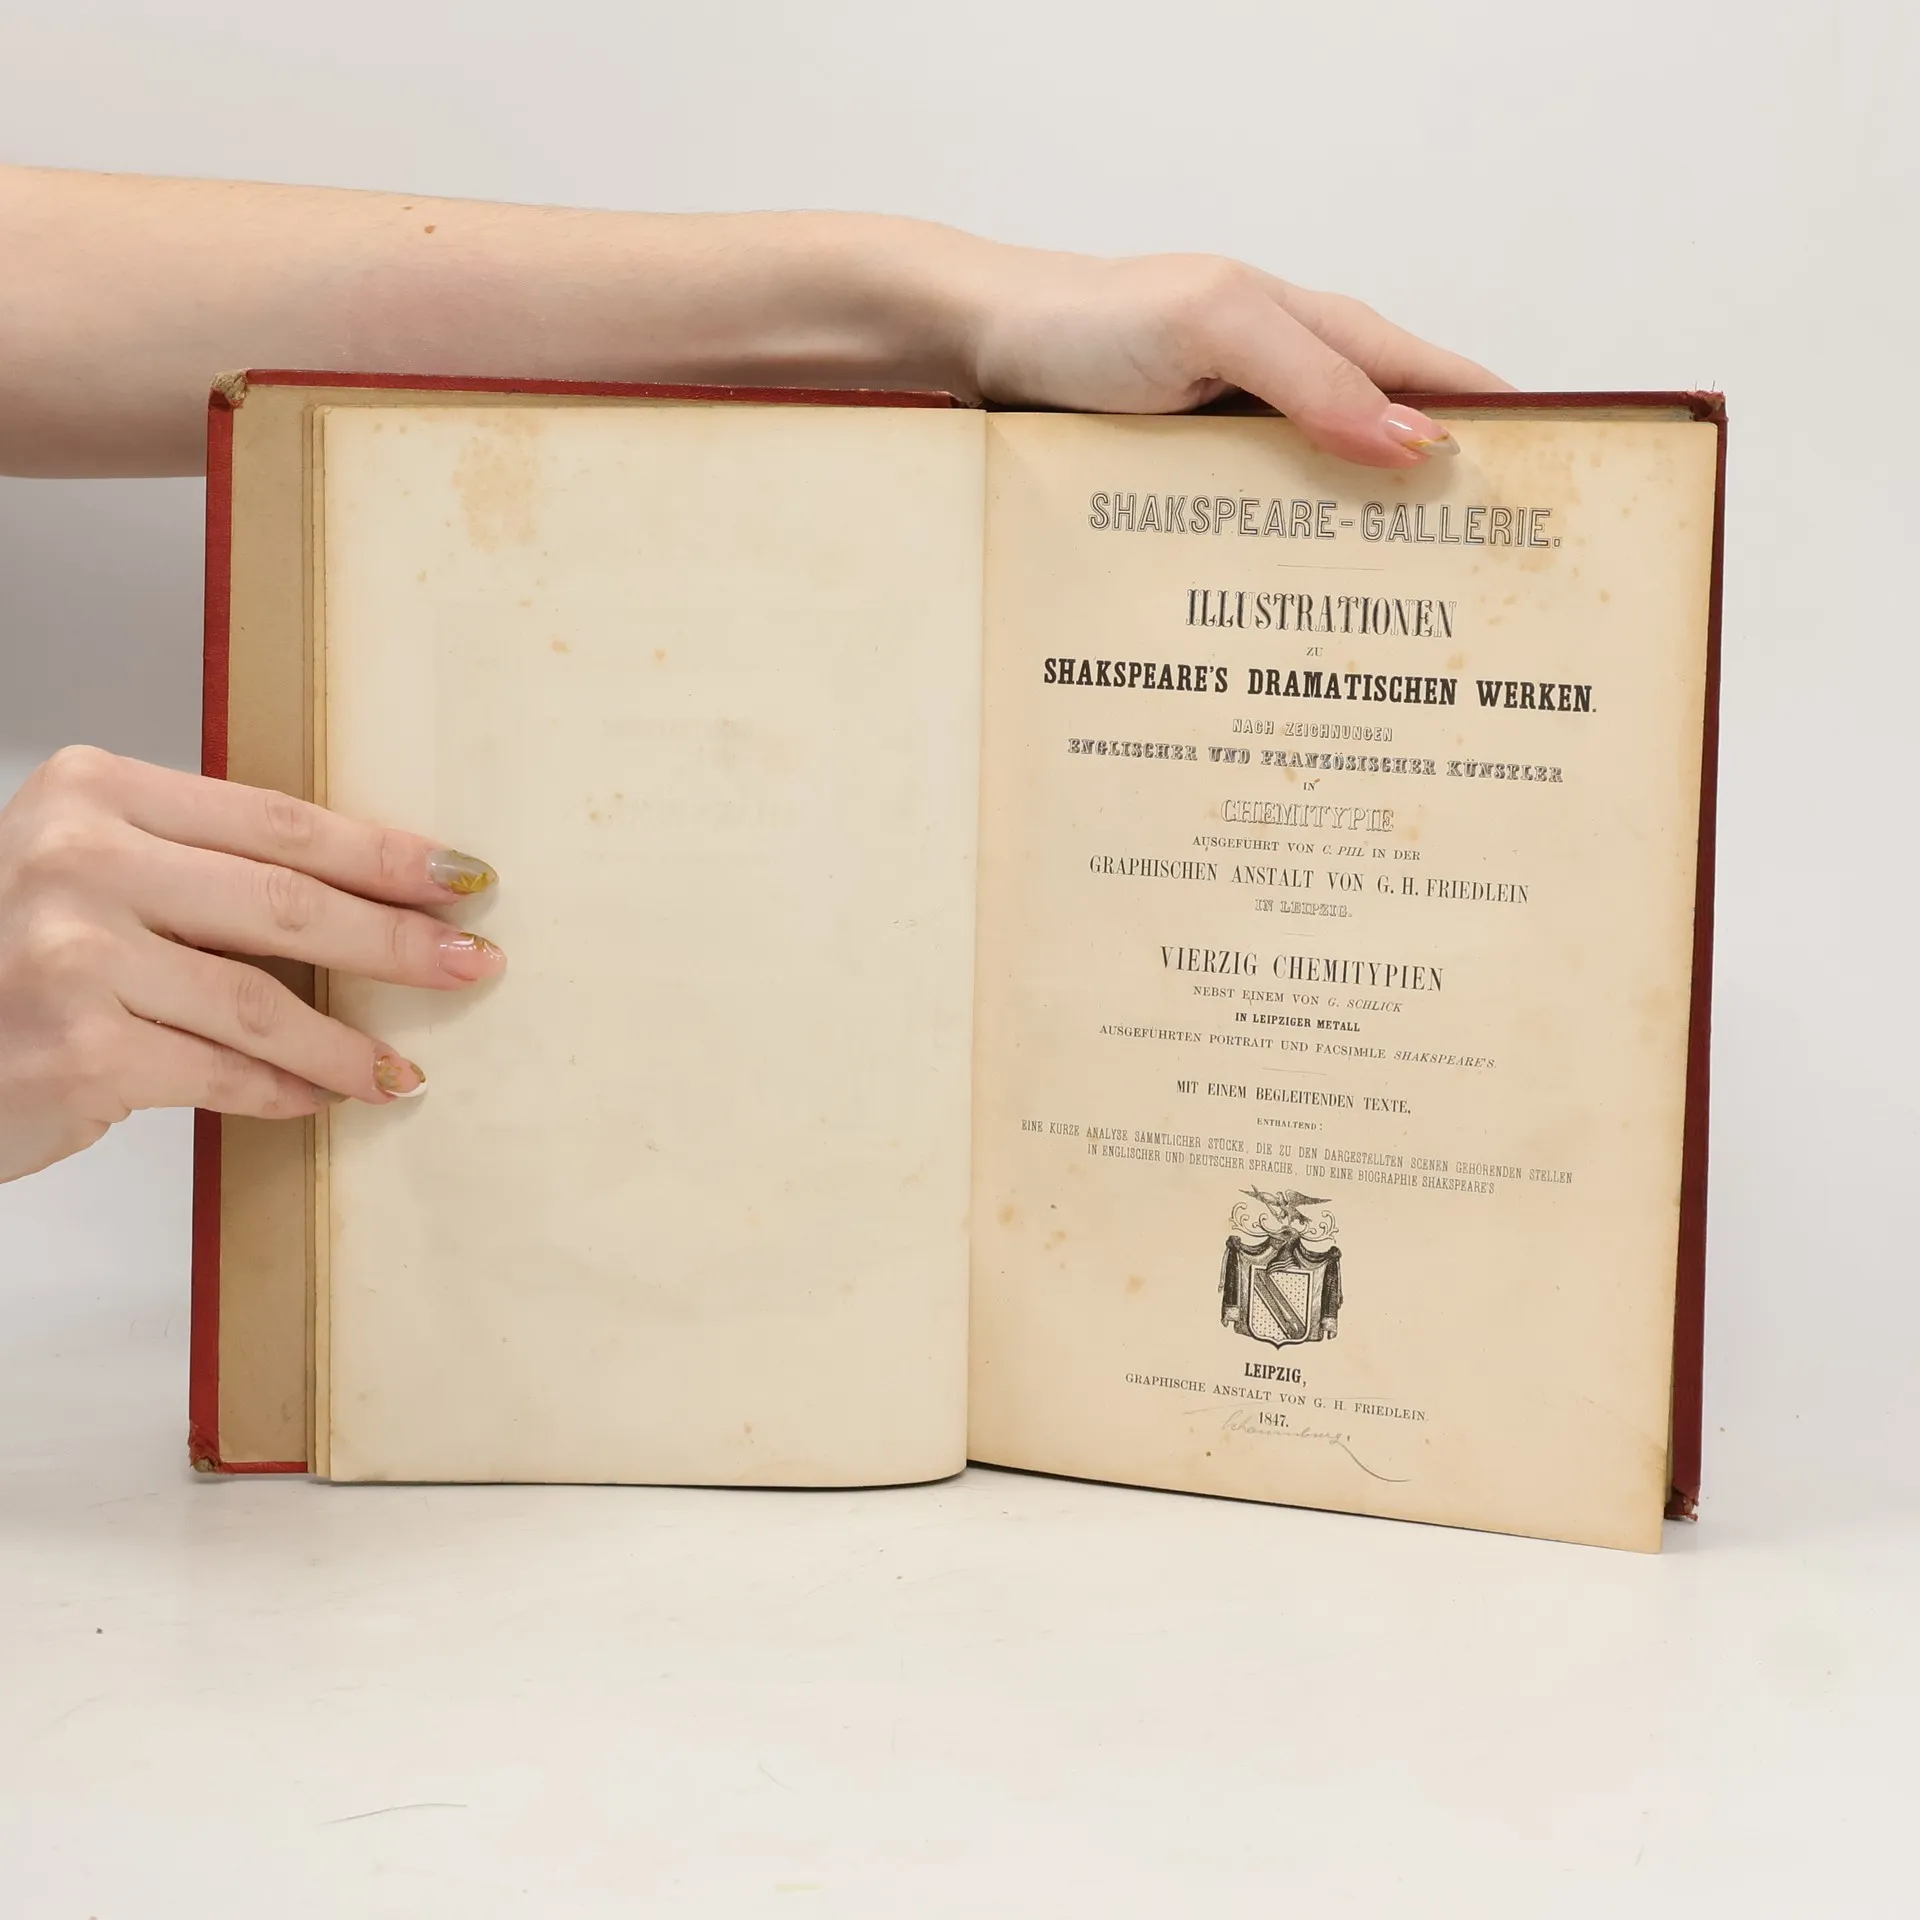 SHAKSPEARE-GALLERIE.
ILLUSTRATIONEN
ZU
SHAKSPEARE'S DRAMATISCHEN WERKEN.
NACH ZEICHNUNGEN
ENGLISCHER UND FRANZÖSISCHER KÜNSTLER
IN
CHEMITYPIE
AUSGEFÜHRT VON C. PIIL IN DER
GRAPHISCHEN ANSTALT VON G. H. FRIEDLEIN
IN LEIPZIG.
VIERZIG CHEMITYPIEN
NEBST EINEM VON G. SCHLICK
IN LEIPZIGER METALL
AUSGEFÜHRTEN PORTRAIT UND FACSIMILE SHAKSPEARE'S.
MIT EINEM BEGLEITENDEN TEXTE,
ENTHALTEND:
EINE KURZE ANALYSE SÄMMTLICHER STÜCKE, DIE ZU DEN DARGESTELLTEN SCENEN GEHÖRENDEN STELLEN
IN ENGLISCHER UND DEUTSCHER SPRACHE, UND EINE BIOGRAPHIE SHAKSPEARE'S
LEIPZIG,
GRAPHISCHE ANSTALT VON G. H. FRIEDLEIN.
1847.